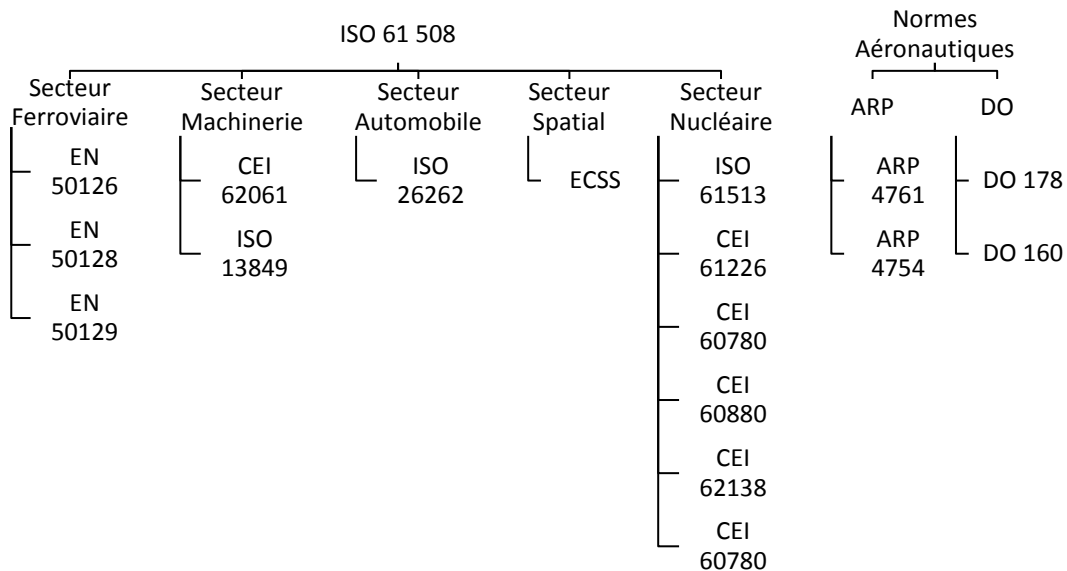 ISO 61 508
Secteur
Ferroviaire
EN
50126
EN
50128
EN
50129
Secteur
Machinerie
CEI
62061
ISO
13849
Secteur
Automobile
ISO
26262
Secteur
Spatial
ECSS
Secteur
Nucléaire
ISO
61513
CEI
61226
CEI
60780
CEI
60880
CEI
62138
CEI
60780
Normes
Aéronautiques
ARP
ARP
4761
ARP
4754
DO
DO 178
DO 160